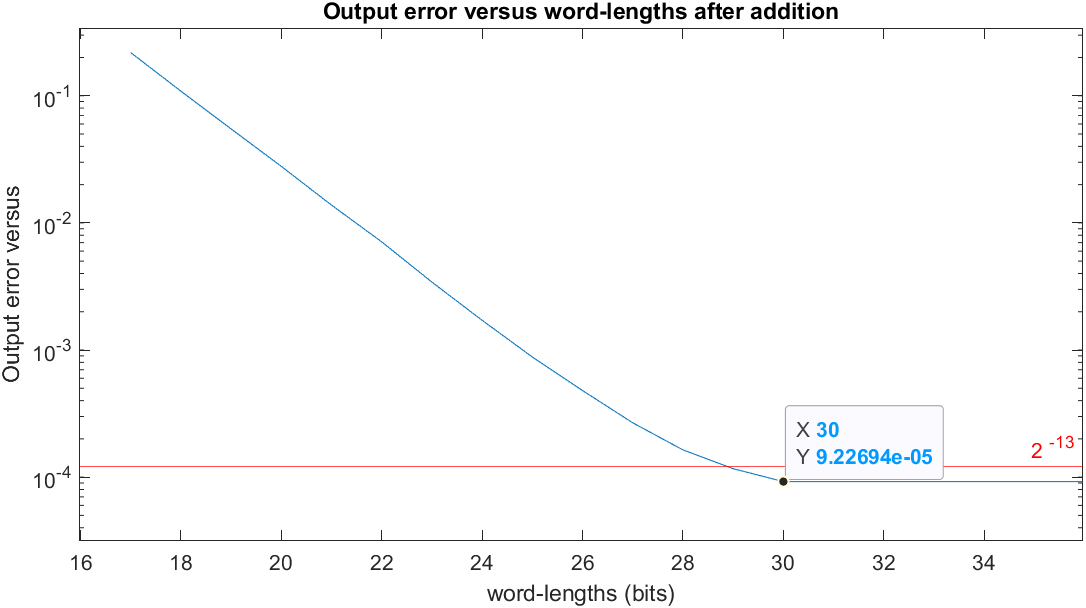 Output error versus word-lengths after addition
Output error versus
10-1
10-2
10-3
10-4
2 -13
X 30
Y 9.22694e-05
16 18 20 22 24 26 28 30 32 34
word-lengths (bits)